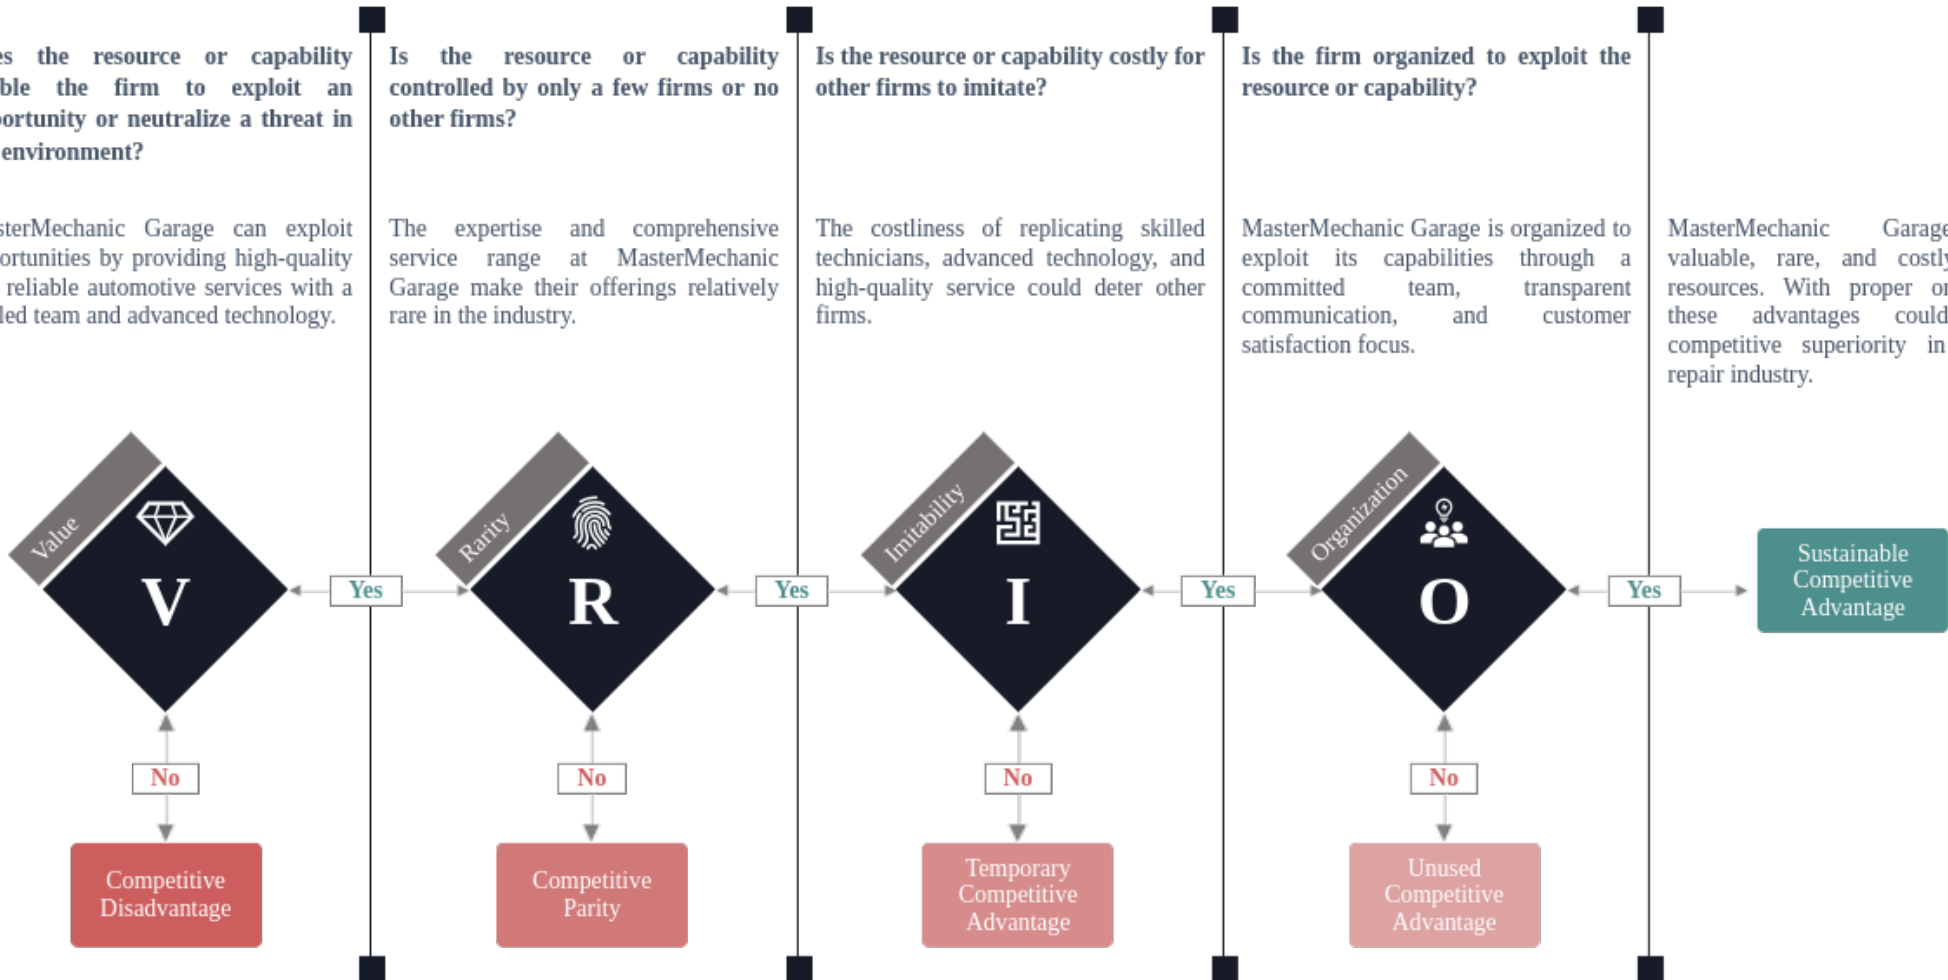 the resource or capability
the firm to exploit an
or neutralize a threat in
environment?
Garage can exploit
by providing high-quality
reliable automotive services with a
team and advanced technology.
Value
V
Yes
No
Competitive
Disadvantage
Is the resource or capability
controlled by only a few firms or no
other firms?
The expertise and comprehensive
service range at MasterMechanic
Garage make their offerings relatively
rare in the industry.
Rarity
R
Yes
No
Competitive
Parity
Is the resource or capability costly for
other firms to imitate?
The costliness of replicating skilled
technicians, advanced technology, and
high-quality service could deter other
firms.
Imitability
I
Yes
No
Temporary
Competitive
Advantage
Is the firm organized to exploit the
resource or capability?
MasterMechanic Garage is organized to
exploit its capabilities through a
committed team, transparent
communication, and customer
satisfaction focus.
Organization
O
Yes
No
Unused
Competitive
Advantage
MasterMechanic Garage
valuable, rare, and costly
resources. With proper
these advantages could
competitive superiority in
repair industry.
Sustainable
Competitive
Advantage